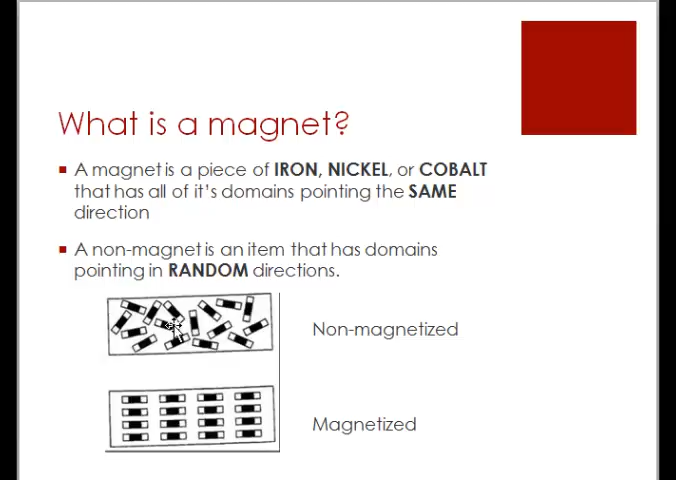 What is a magnet?
A magnet is a piece of IRON, NICKEL, or COBALT
that has all of it's domains pointing the SAME
direction
A non-magnet is an item that has domains
pointing in RANDOM directions.
Non-magnetized
Magnetized